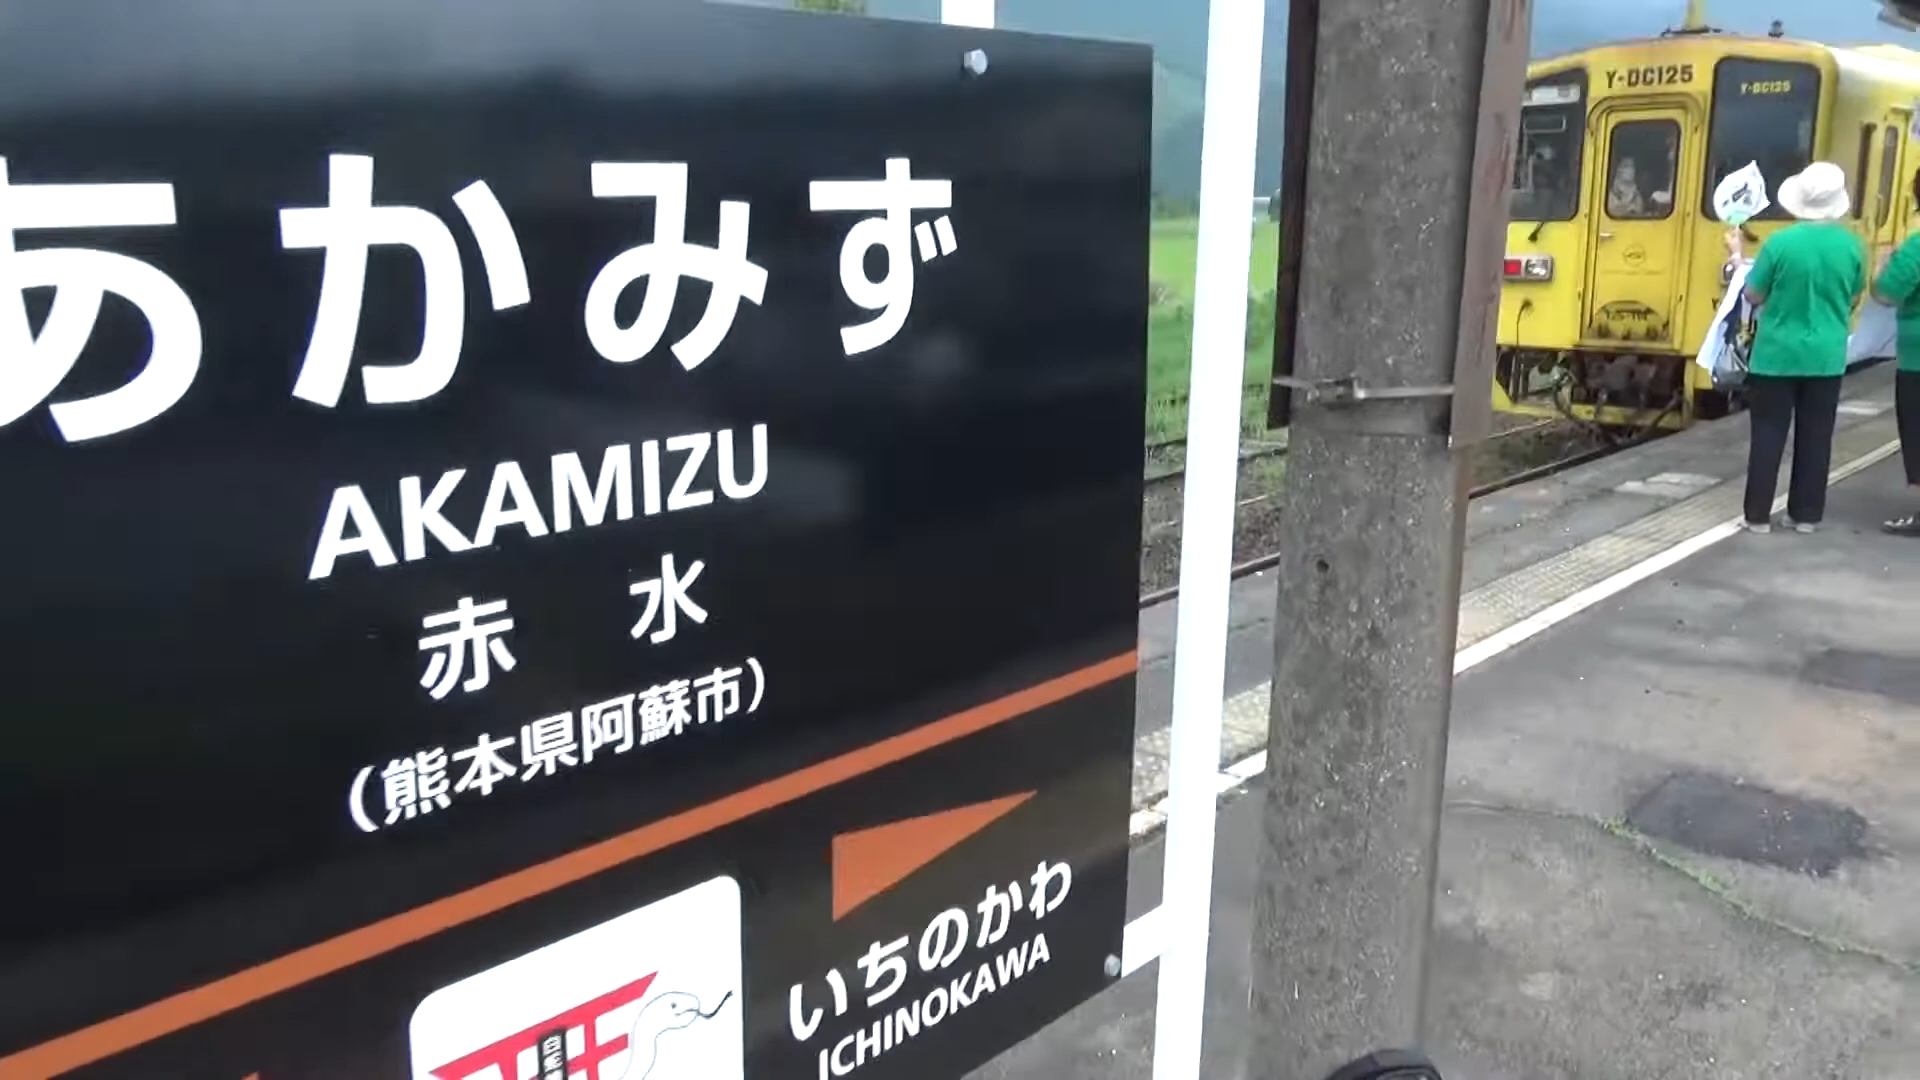 あかみず
AKAMIZU
赤水
(熊本県阿蘇市)
いちのかわ
ICHINOKAWA
Y-DC125
Y-DC125